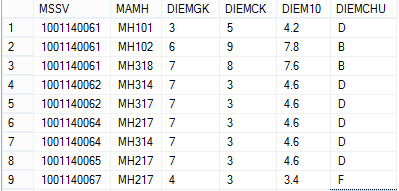 MSSV MAMH DIEMGK DIEMCK DIEM10 DIEMCHU
1 1001140061 MH101 3 5 4.2 D
2 1001140061 MH102 6 9 7.8 B
3 1001140061 MH318 7 8 7.6 B
4 1001140062 MH314 7 3 4.6 D
5 1001140062 MH317 7 3 4.6 D
6 1001140064 MH217 7 3 4.6 D
7 1001140064 MH314 7 3 4.6 D
8 1001140065 MH217 7 3 4.6 D
9 1001140067 MH217 4 3 3.4 F